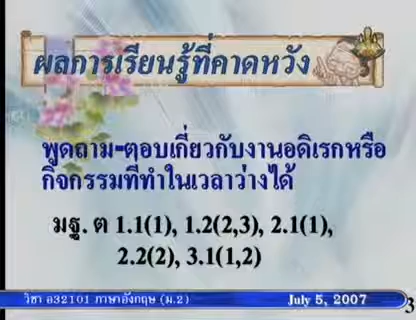 ผลการเรียนรู้ที่คาดหวัง
พูดถาม-ตอบเกี่ยวกับงานอดิเรกหรือ
กิจกรรมที่ทำในเวลาว่างได้
มฐ. ต 1.1(1), 1.2(2,3), 2.1(1),
2.2(2), 3.1(1,2)
วิชา อ32101 ภาษาอังกฤษ (ม.2) July 5, 2007
3